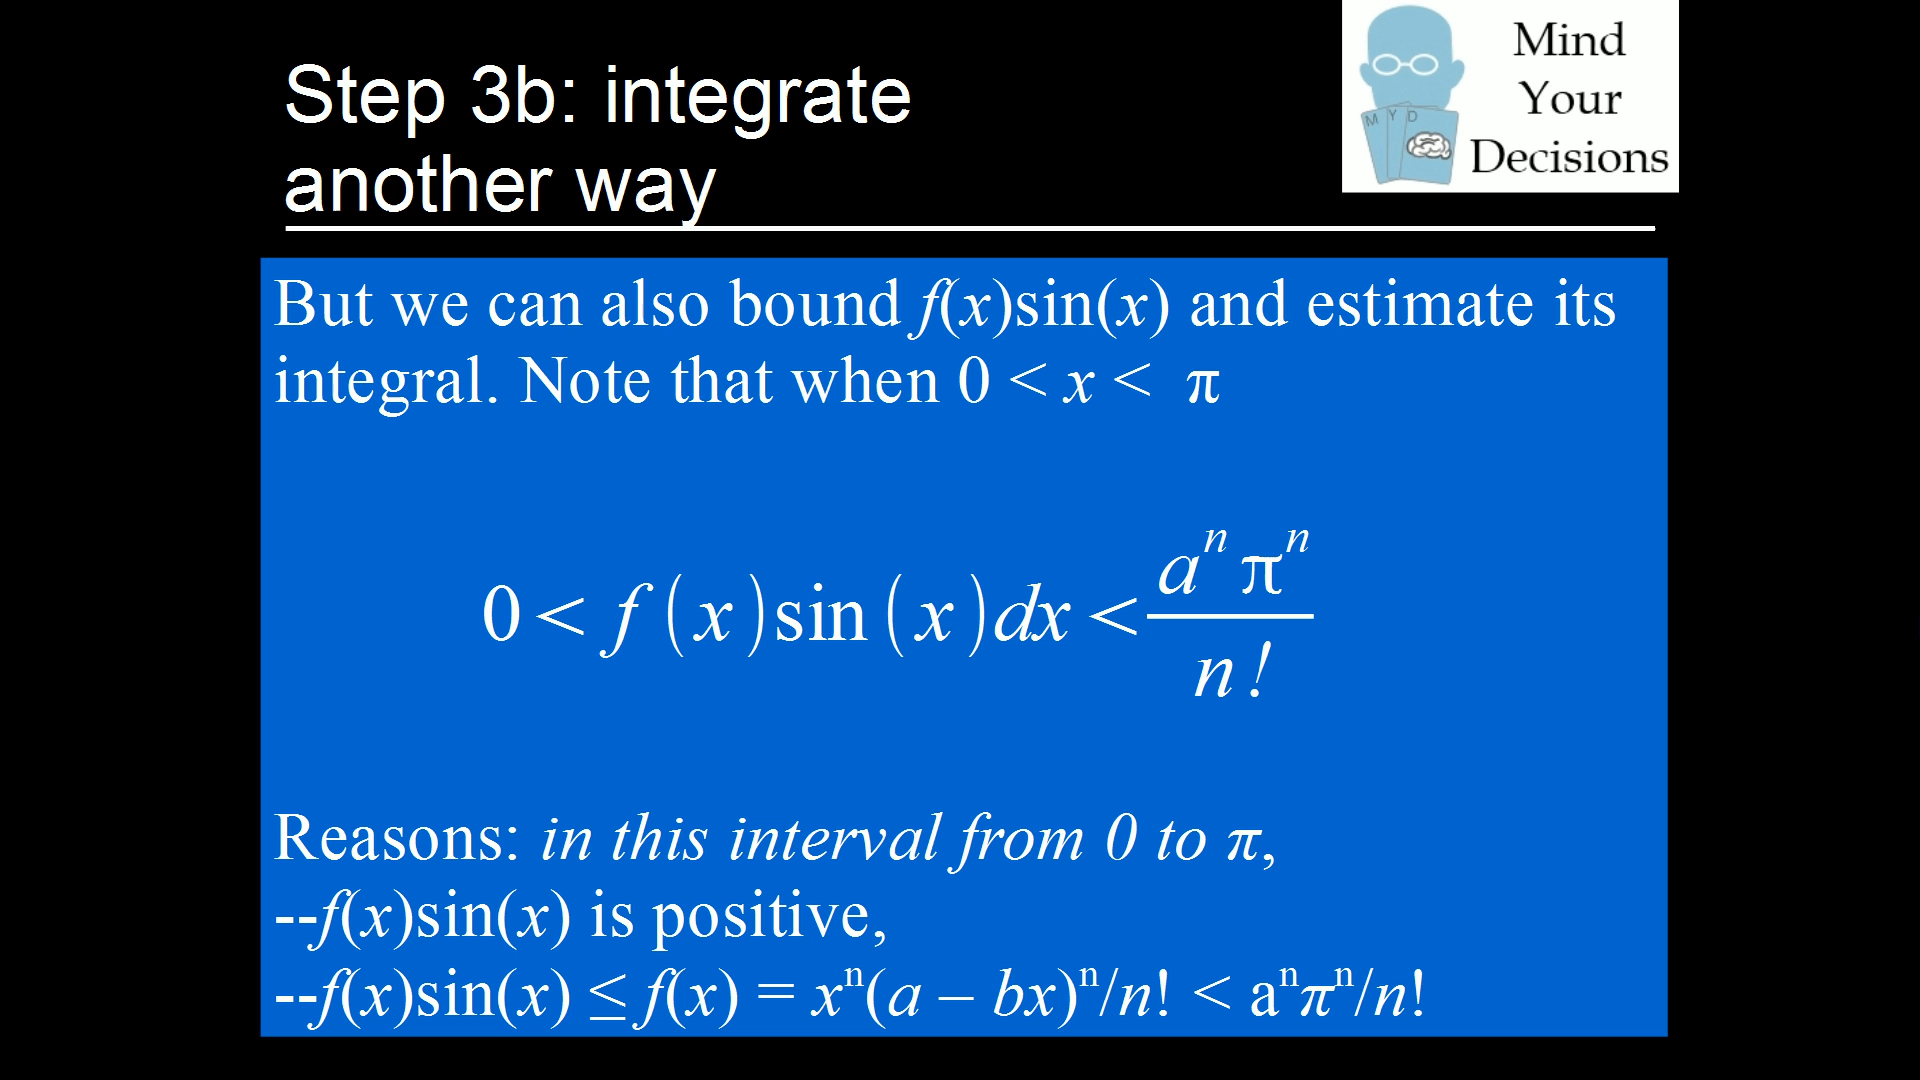 Step 3b: integrate
another way
Mind
Your
Decisions
M Y D
But we can also bound f(x)sin(x) and estimate its
integral. Note that when 0 < x < π
0 < f(x)sin(x)dx < aⁿπⁿ/n!
Reasons: in this interval from 0 to π,
--f(x)sin(x) is positive,
--f(x)sin(x) ≤ f(x) = xⁿ(a – bx)ⁿ/n! < aⁿπⁿ/n!